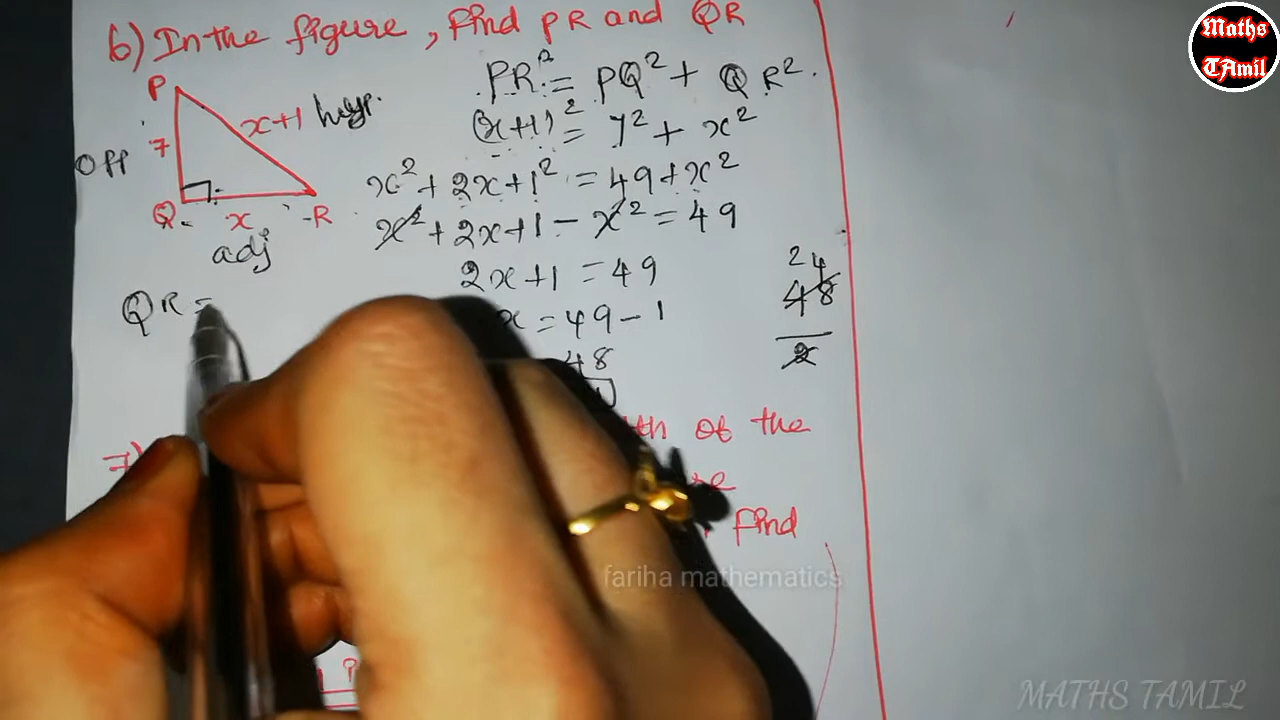 6) In the figure, Find PR and QR
P
7
x+1 hyp.
opp
Q
x
R
adj
PR² = PQ² + QR².
(x+1)² = 7² + x²
x² + 2x + 1² = 49 + x²
x² + 2x + 1 - x² = 49
2x + 1 = 49
x = 49 - 1
48
24
48
2
QR =
7)
of the
Find
fariha mathematics
Maths TAmil
MATHS TAMIL